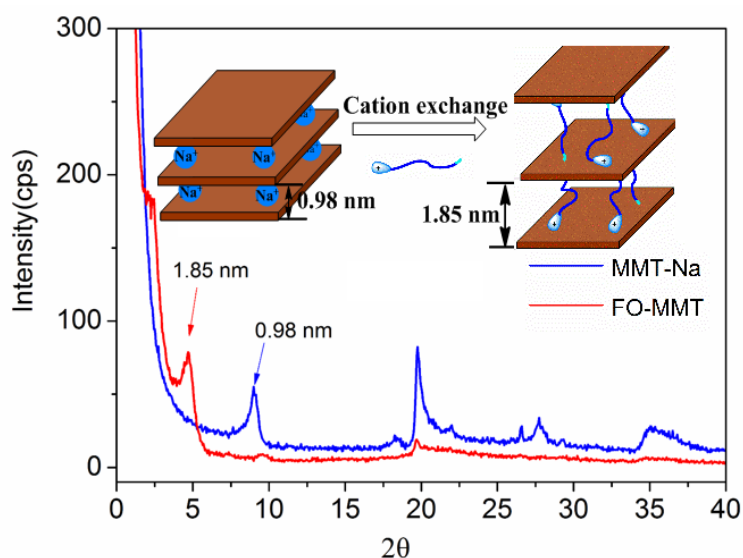 300
200
100
0
Intensity(cps)
0 5 10 15 20 25 30 35 40
2θ
Cation exchange
Na⁺
Na⁺
Na⁺
Na⁺
+
0.98 nm
1.85 nm
+
+
+
+
MMT-Na
FO-MMT
1.85 nm
0.98 nm